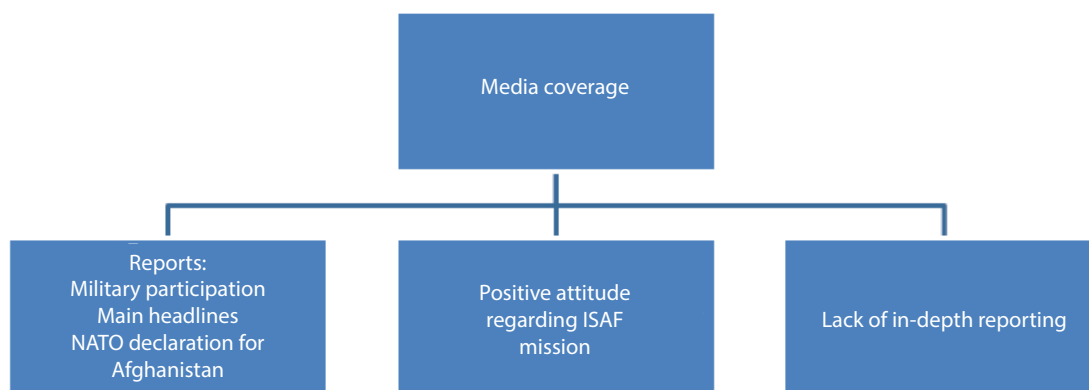 Media coverage
Reports:
Military participation
Main headlines
NATO declaration for
Afghanistan
Positive attitude
regarding ISAF
mission
Lack of in-depth reporting